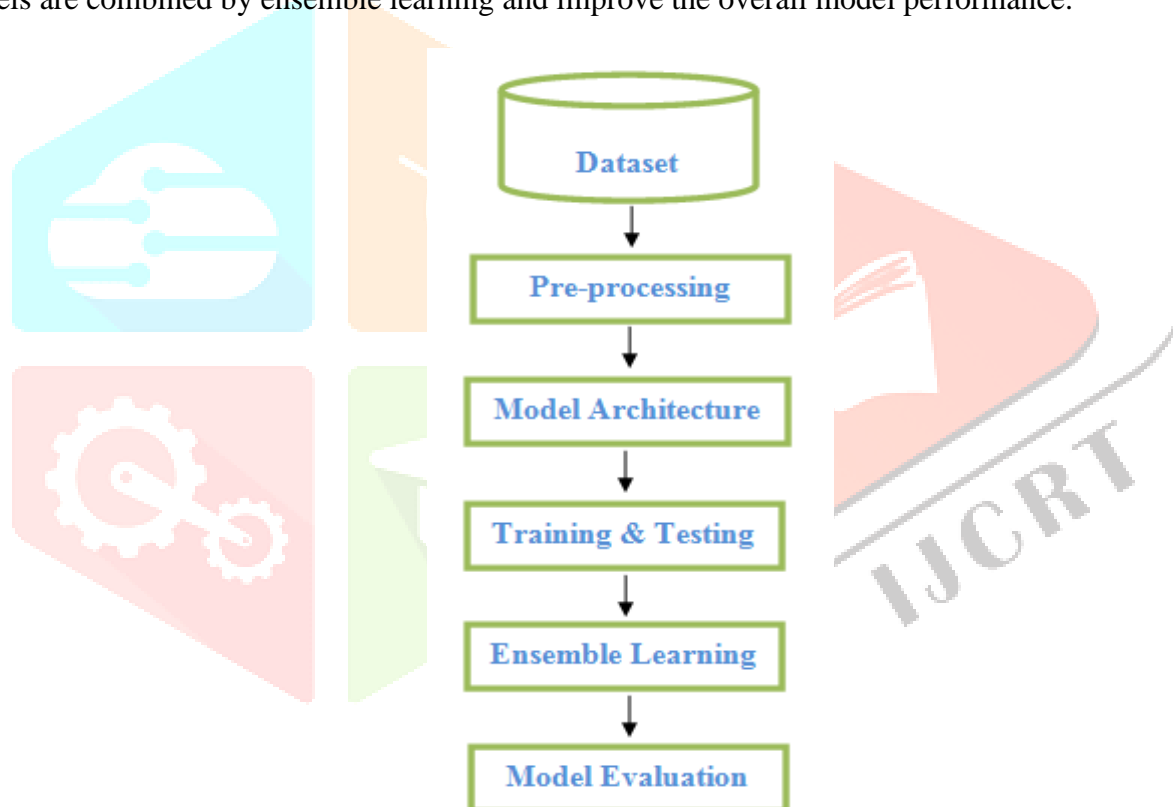 els are combined by ensemble learning and improve the overall model performance.
Dataset
Pre-processing
Model Architecture
Training & Testing
IJCRT
Ensemble Learning
Model Evaluation